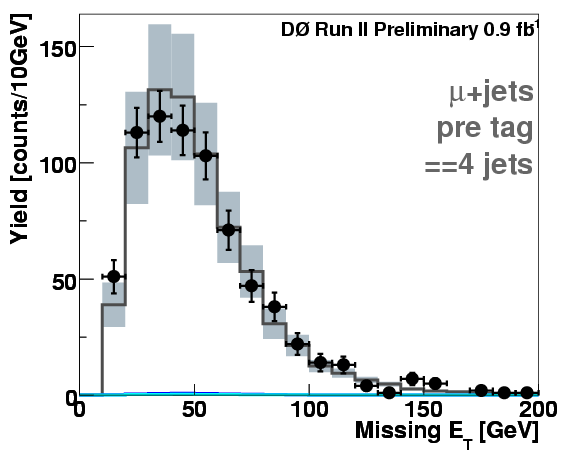 DØ Run II Preliminary 0.9 fb⁻¹
μ+jets
pre tag
==4 jets
Yield [counts/10GeV]
150
100
50
0
0 50 100 150 200
Missing E_T [GeV]